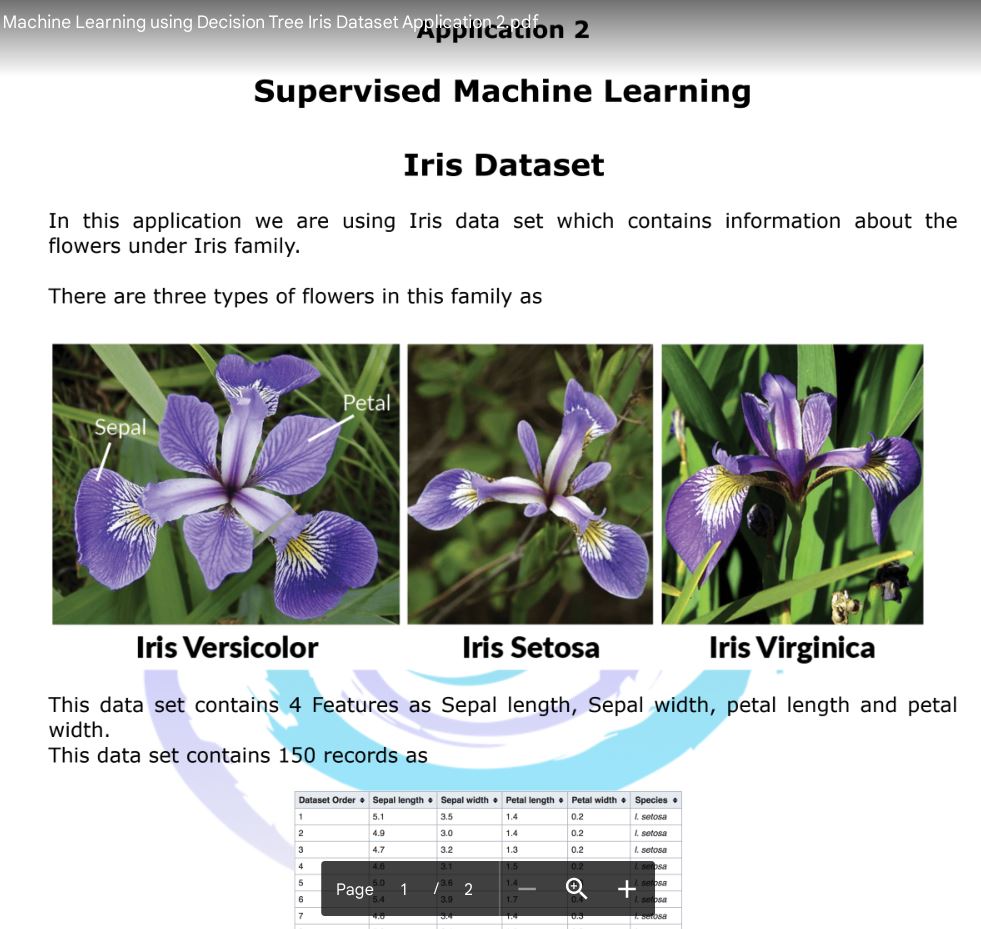 Machine Learning using Decision Tree Iris Dataset Application 2.pdf
Application 2
Supervised Machine Learning
Iris Dataset
In this application we are using Iris data set which contains information about the
flowers under Iris family.
There are three types of flowers in this family as
Sepal
Petal
Iris Versicolor
Iris Setosa
Iris Virginica
This data set contains 4 Features as Sepal length, Sepal width, petal length and petal
width.
This data set contains 150 records as
Dataset Order Sepal length Sepal width Petal length Petal width Species
1 5.1 3.5 1.4 0.2 I. setosa
2 4.9 3.0 1.4 0.2 I. setosa
3 4.7 3.2 1.3 0.2 I. setosa
4 4.6 3.1 1.5 0.2 I. setosa
5 5.0 3.6 1.4 I. setosa
6 5.4 3.9 1.7 0.4 I. setosa
7 4.6 3.4 1.4 0.3 I. setosa
Page 1 / 2